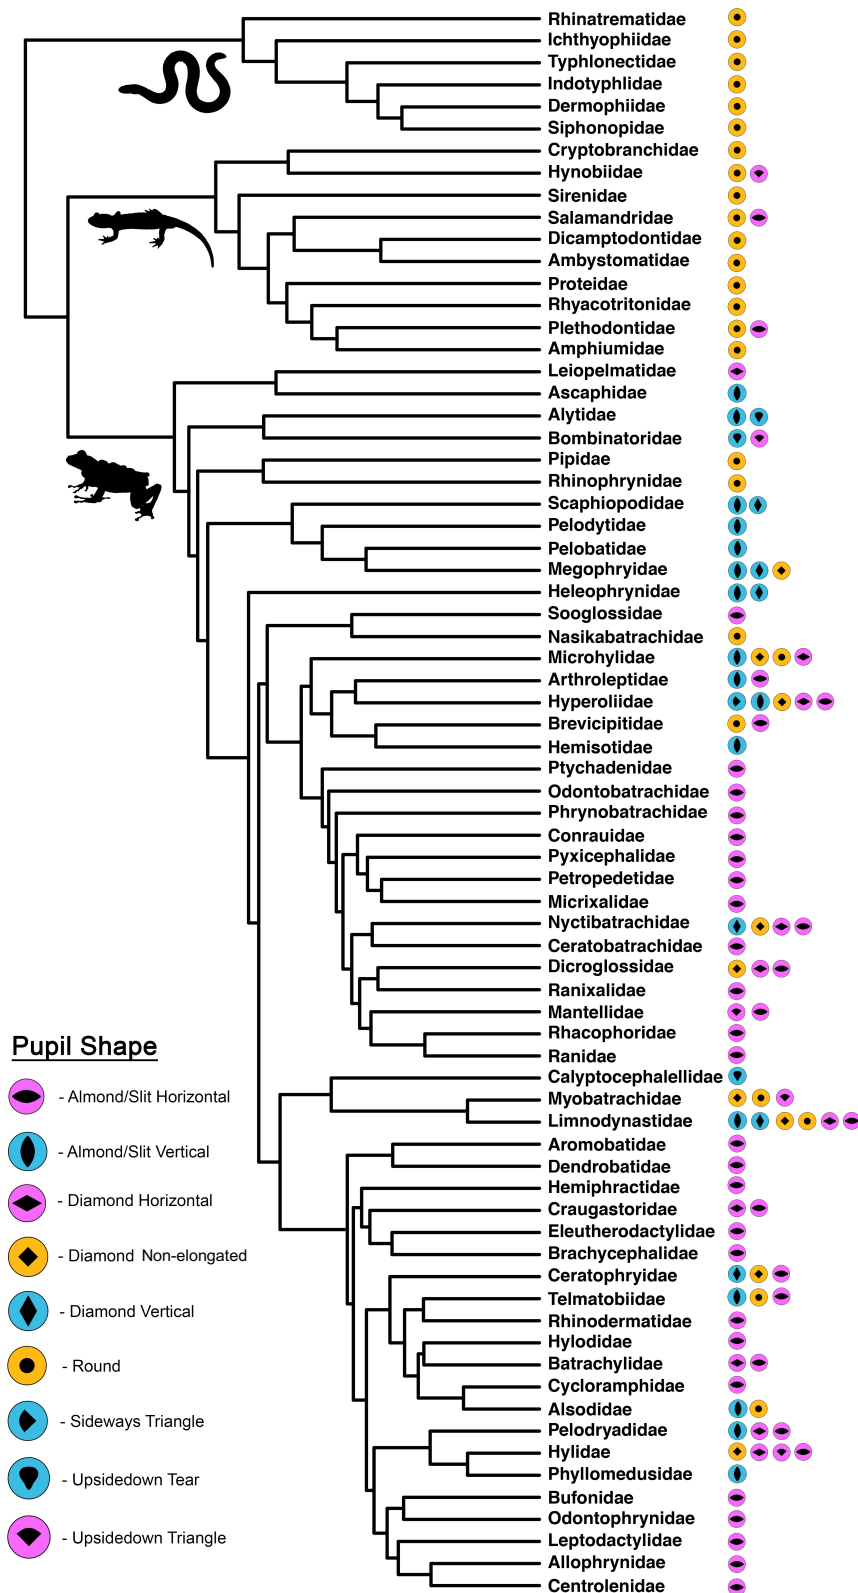 Rhinatrematidae
Ichthyophiidae
Typhlonectidae
Indotyphlidae
Dermophiidae
Siphonopidae
Cryptobranchidae
Hynobiidae
Sirenidae
Salamandridae
Dicamptodontidae
Ambystomatidae
Proteidae
Rhyacotritonidae
Plethodontidae
Amphiumidae
Leiopelmatidae
Ascaphidae
Alytidae
Bombinatoridae
Pipidae
Rhinophrynidae
Scaphiopodidae
Pelodytidae
Pelobatidae
Megophryidae
Heleophrynidae
Sooglossidae
Nasikabatrachidae
Microhylidae
Arthroleptidae
Hyperoliidae
Brevicipitidae
Hemisotidae
Ptychadenidae
Odontobatrachidae
Phrynobatrachidae
Conrauidae
Pyxicephalidae
Petropedetidae
Micrixalidae
Nyctibatrachidae
Ceratobatrachidae
Dicroglossidae
Ranixalidae
Mantellidae
Rhacophoridae
Ranidae
Calyptocephalellidae
Myobatrachidae
Limnodynastidae
Aromobatidae
Dendrobatidae
Hemiphractidae
Craugastoridae
Eleutherodactylidae
Brachycephalidae
Ceratophryidae
Telmatobiidae
Rhinodermatidae
Hylodidae
Batrachylidae
Cycloramphidae
Alsodidae
Pelodryadidae
Hylidae
Phyllomedusidae
Bufonidae
Odontophrynidae
Leptodactylidae
Allophrynidae
Centrolenidae
Pupil Shape
- Almond/Slit Horizontal
- Almond/Slit Vertical
- Diamond Horizontal
- Diamond Non-elongated
- Diamond Vertical
- Round
- Sideways Triangle
- Upsidedown Tear
- Upsidedown Triangle